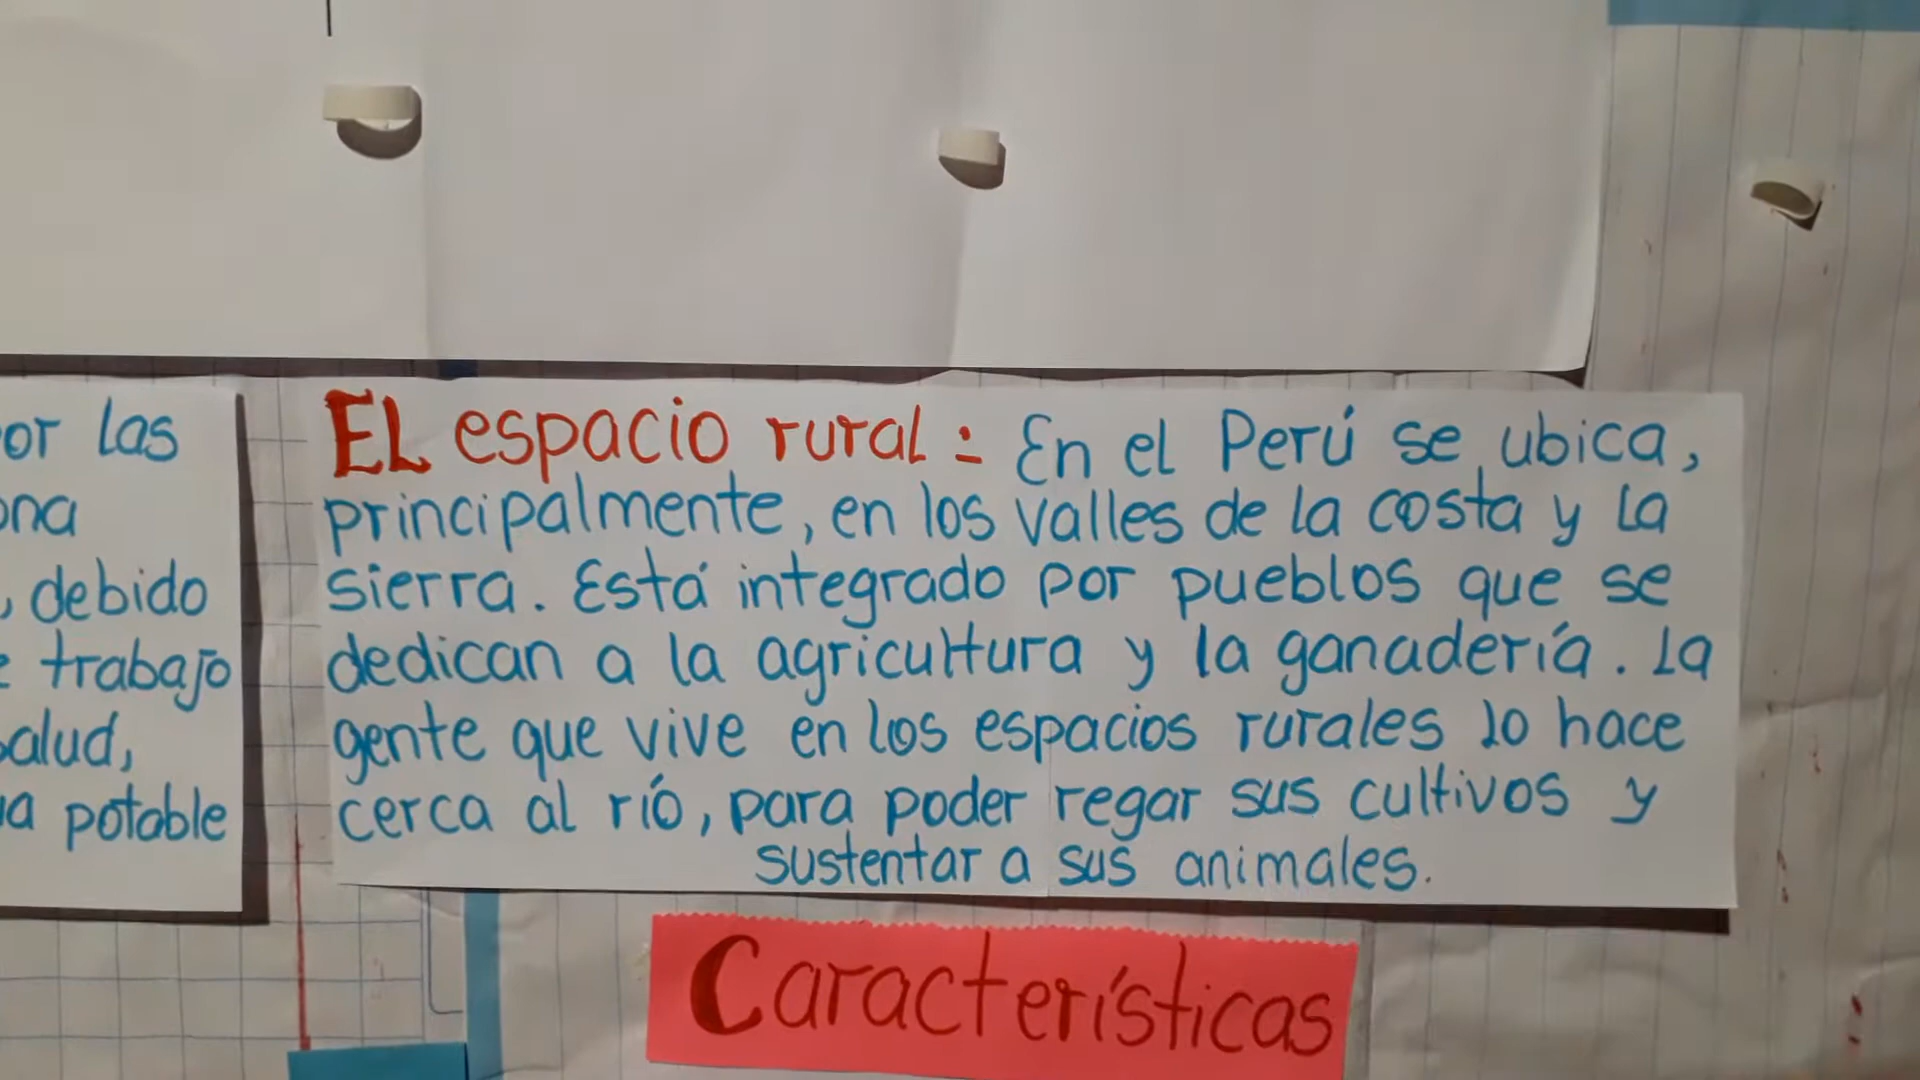 or las
na
, debido
trabajo
salud,
potable
EL espacio rural : En el Perú se ubica,
principalmente, en los valles de la costa y la
sierra. Está integrado por pueblos que se
dedican a la agricultura y la ganadería. La
gente que vive en los espacios rurales lo hace
cerca al río, para poder regar sus cultivos y
sustentar a sus animales.
Características